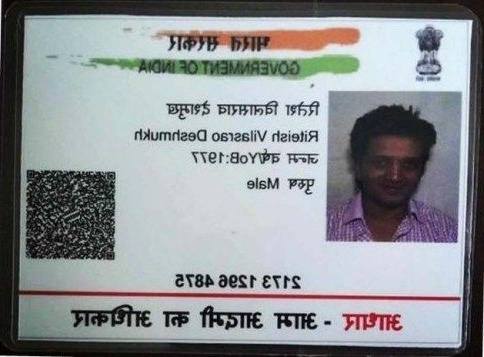 भारत सरकार
GOVERNMENT OF INDIA
रितेश विलासराव देशमुख
Riteish Vilasrao Deshmukh
जन्म वर्ष/YoB:1977
पुरुष Male
2173 1296 4875
आधार - आम आदमी का अधिकार